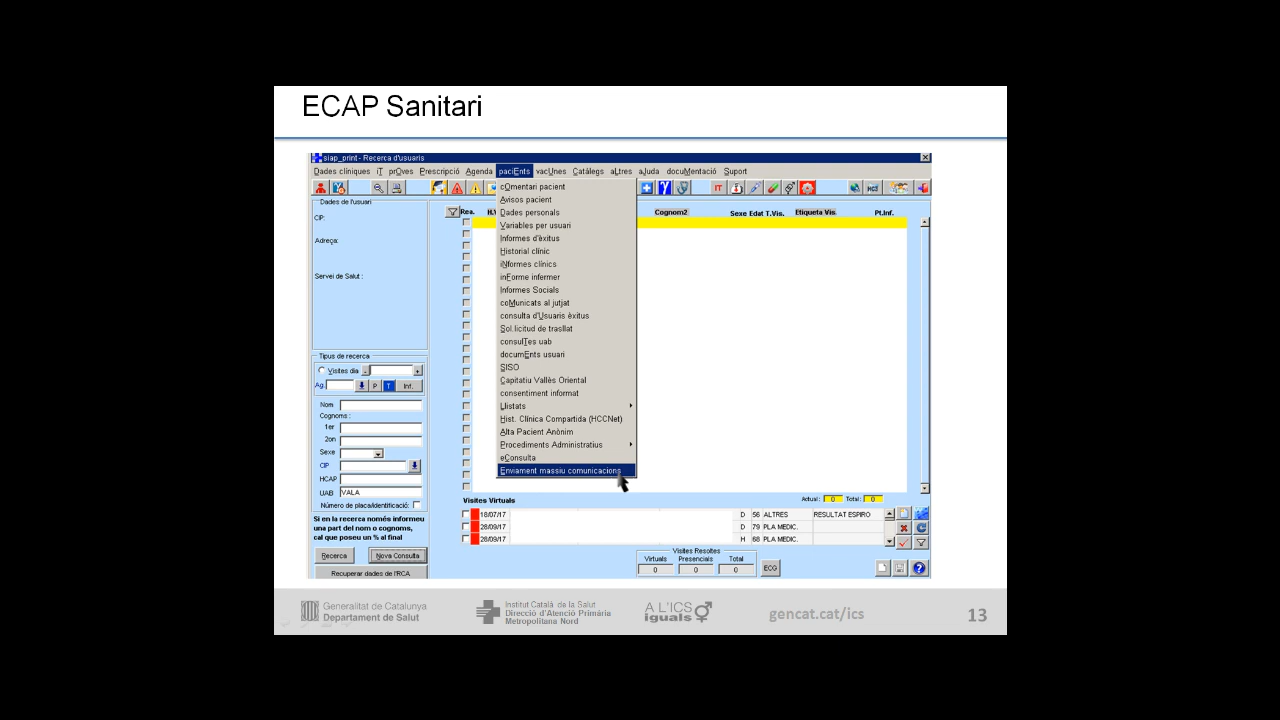 ECAP Sanitari
siap_print - Recerca d'usuaris
Dades clíniques iT prOves Prescripció Agenda paciEnts vacUnes Catàlegs aLtres aJuda docuMentació Suport
cOmentari pacient
Avisos pacient
Dades personals
Variables per usuari
Informes d'èxitus
Historial clínic
iNformes clínics
inForme infermer
Informes Socials
coMunicats al jutjat
consulta d'Usuaris èxitus
Sol.licitud de trasllat
consulTes uab
documEnts usuari
SISO
Capitatiu Vallès Oriental
consentiment informat
Llistats
Hist. Clínica Compartida (HCCNet)
Alta Pacient Anònim
Procediments Administratius
eConsulta
Enviament massiu comunicacions
Dades de l'usuari
CIP:
Adreça:
Servei de Salut :
Rea. Cognom2 Sexe Edat T.Vis. Etiqueta Vis. Pt.Inf.
IT
Tipus de recerca
Visites dia - +
Ag. P T Inf.
Nom
Cognoms :
1er
2on
Sexe
CIP
HCAP
UAB VALA
Número de placa/identificació:
Si en la recerca només informeu
una part del nom o cognoms,
cal que poseu un % al final
Recerca Nova Consulta
Recuperar dades de l'RCA
Actual: 0 Total: 0
Visites Virtuals
18/07/17 D 56 ALTRES RESULTAT ESPIRO
28/09/17 D 79 PLA MEDIC.
28/09/17 H 68 PLA MEDIC.
Visites Resoltes
Virtuals Presencials Total
0 0 0
ECG
Generalitat de Catalunya
Departament de Salut
Institut Català de la Salut
Direcció d'Atenció Primària
Metropolitana Nord
A L'ICS
iguals
gencat.cat/ics
13